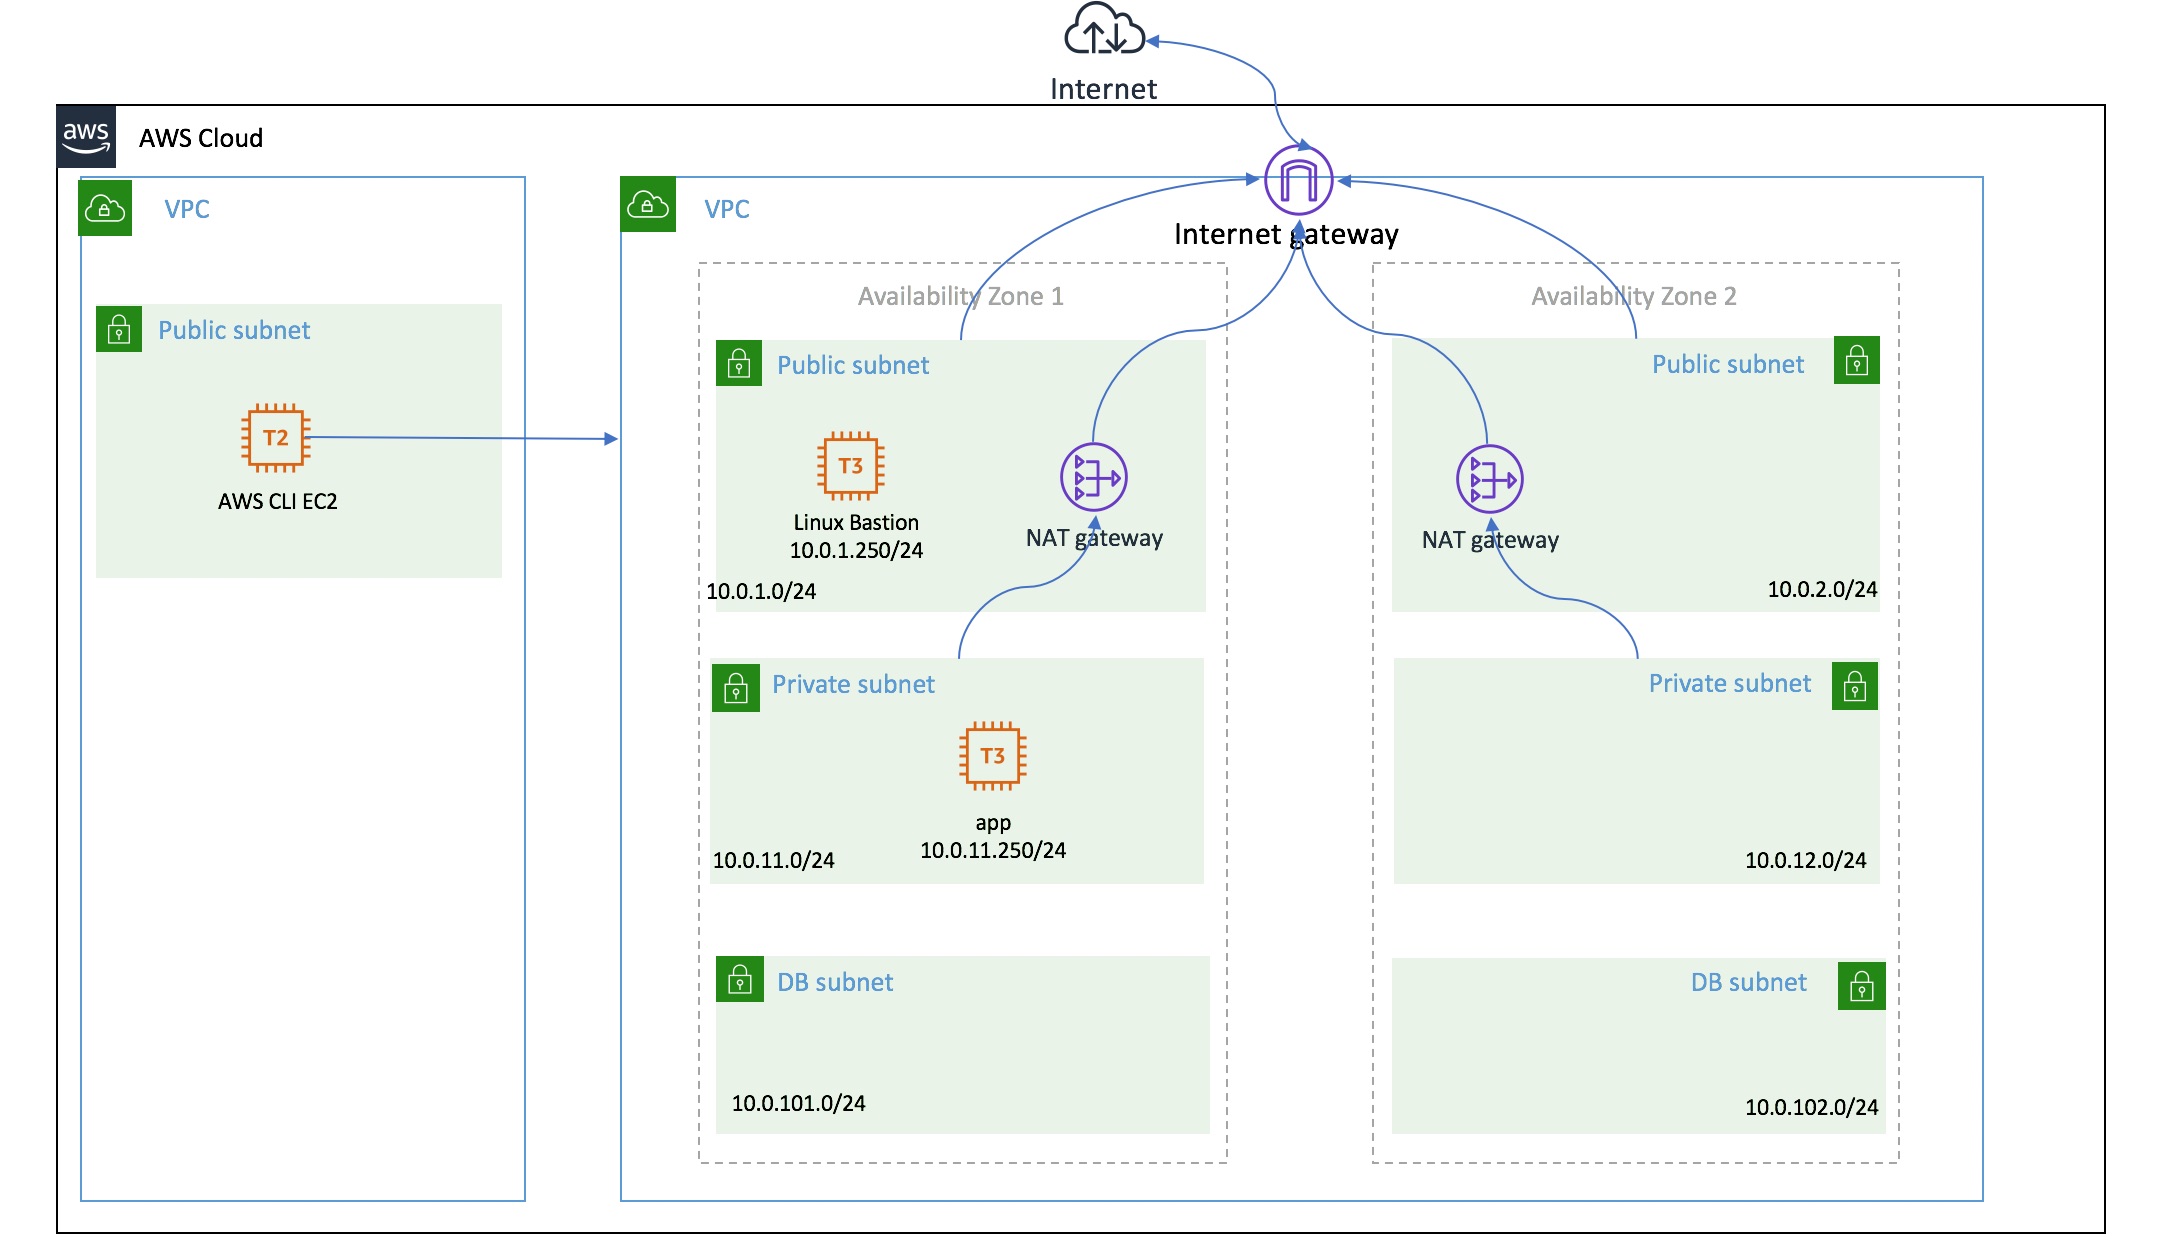 Internet
aws
AWS Cloud
VPC
Public subnet
T2
AWS CLI EC2
VPC
Internet gateway
Availability Zone 1
Public subnet
T3
Linux Bastion
10.0.1.250/24
NAT gateway
10.0.1.0/24
Private subnet
T3
app
10.0.11.250/24
10.0.11.0/24
DB subnet
10.0.101.0/24
Availability Zone 2
Public subnet
NAT gateway
10.0.2.0/24
Private subnet
10.0.12.0/24
DB subnet
10.0.102.0/24